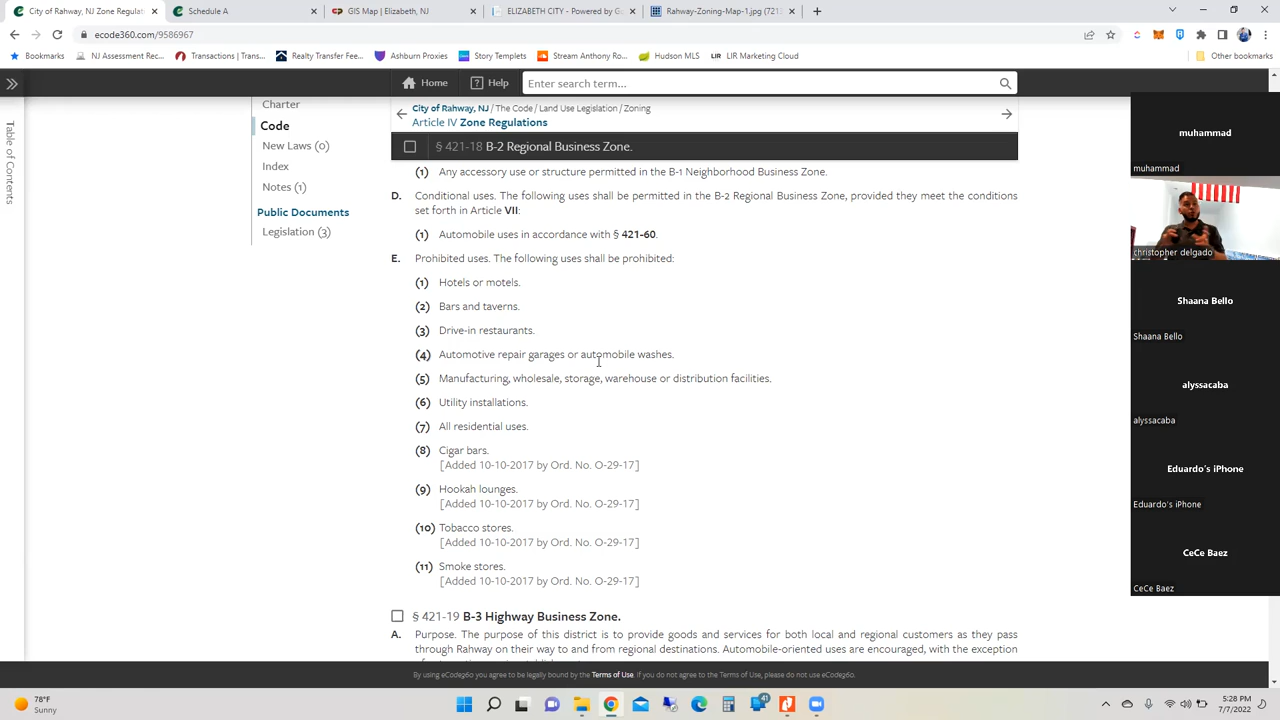 City of Rahway, NJ Zoning Regul
Schedule A
GIS Map | Elizabeth, NJ
ELIZABETH CITY - Powered by Gu
Rahway-Zoning-Map-1.jpg (721
ecode360.com/9586967
Bookmarks
NJ Assessment Rec...
Transactions | Trans...
Realty Transfer Fee...
Ashburn Proxies
Story Templets
Stream Anthony Ro...
Hudson MLS
LIR LIR Marketing Cloud
Other bookmarks
Home
Help
Enter search term...
Table of Contents
Charter
Code
New Laws (0)
Index
Notes (1)
Public Documents
Legislation (3)
City of Rahway, NJ / The Code / Land Use Legislation / Zoning
Article IV Zone Regulations
§ 421-18 B-2 Regional Business Zone.
(1) Any accessory use or structure permitted in the B-1 Neighborhood Business Zone.
D. Conditional uses. The following uses shall be permitted in the B-2 Regional Business Zone, provided they meet the conditions
set forth in Article VII:
(1) Automobile uses in accordance with § 421-60.
E. Prohibited uses. The following uses shall be prohibited:
(1) Hotels or motels.
(2) Bars and taverns.
(3) Drive-in restaurants.
(4) Automotive repair garages or automobile washes.
(5) Manufacturing, wholesale, storage, warehouse or distribution facilities.
(6) Utility installations.
(7) All residential uses.
(8) Cigar bars.
[Added 10-10-2017 by Ord. No. O-29-17]
(9) Hookah lounges.
[Added 10-10-2017 by Ord. No. O-29-17]
(10) Tobacco stores.
[Added 10-10-2017 by Ord. No. O-29-17]
(11) Smoke stores.
[Added 10-10-2017 by Ord. No. O-29-17]
§ 421-19 B-3 Highway Business Zone.
A. Purpose. The purpose of this district is to provide goods and services for both local and regional customers as they pass
through Rahway on their way to and from regional destinations. Automobile-oriented uses are encouraged, with the exception
By using eCode360 you agree to be legally bound by the Terms of Use. If you do not agree to the Terms of Use, please do not use eCode360.
muhammad
muhammad
christopher delgado
Shaana Bello
Shaana Bello
alyssacaba
alyssacaba
Eduardo's iPhone
Eduardo's iPhone
CeCe Baez
CeCe Baez
78°F
Sunny
41
5:28 PM
7/7/2022